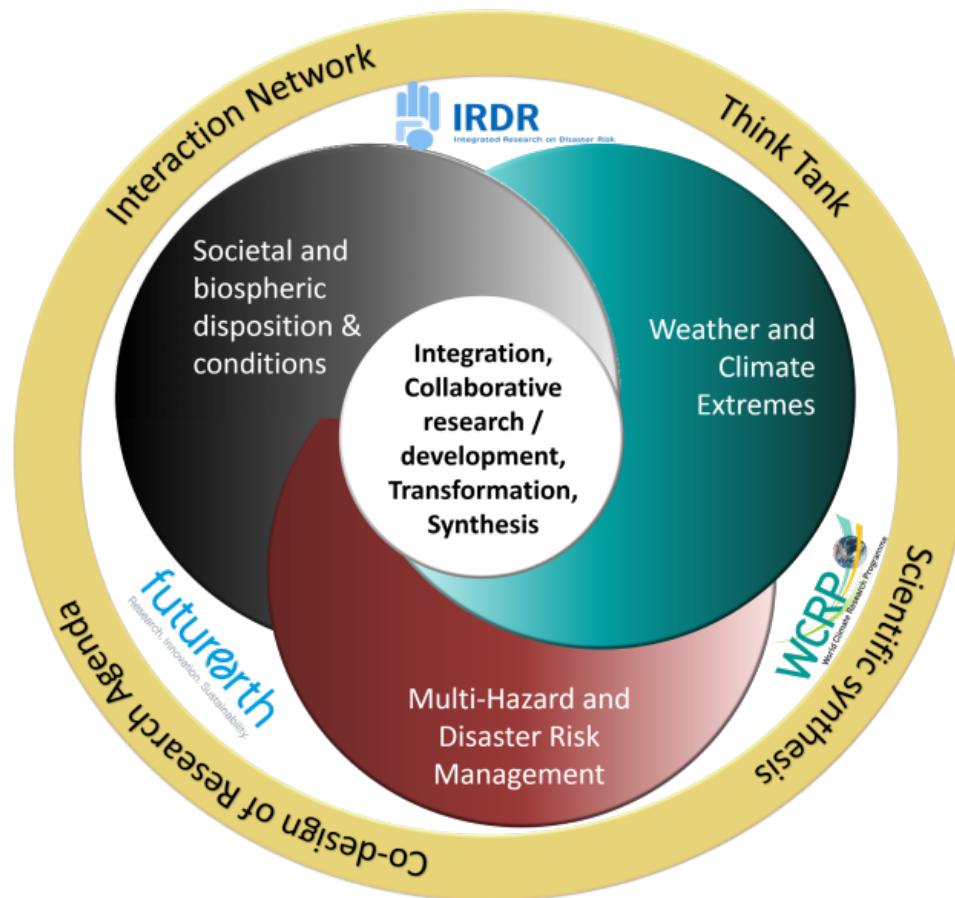 Interaction Network
Think Tank
IRDR
Integrated Research on Disaster Risk
Societal and
biospheric
disposition &
conditions
Weather and
Climate
Extremes
Integration,
Collaborative
research /
development,
Transformation,
Synthesis
futurearth
Research. Innovation. Sustainability.
WCRP
World Climate Research Programme
Multi-Hazard and
Disaster Risk
Management
Co-design of Research Agenda
Scientific synthesis